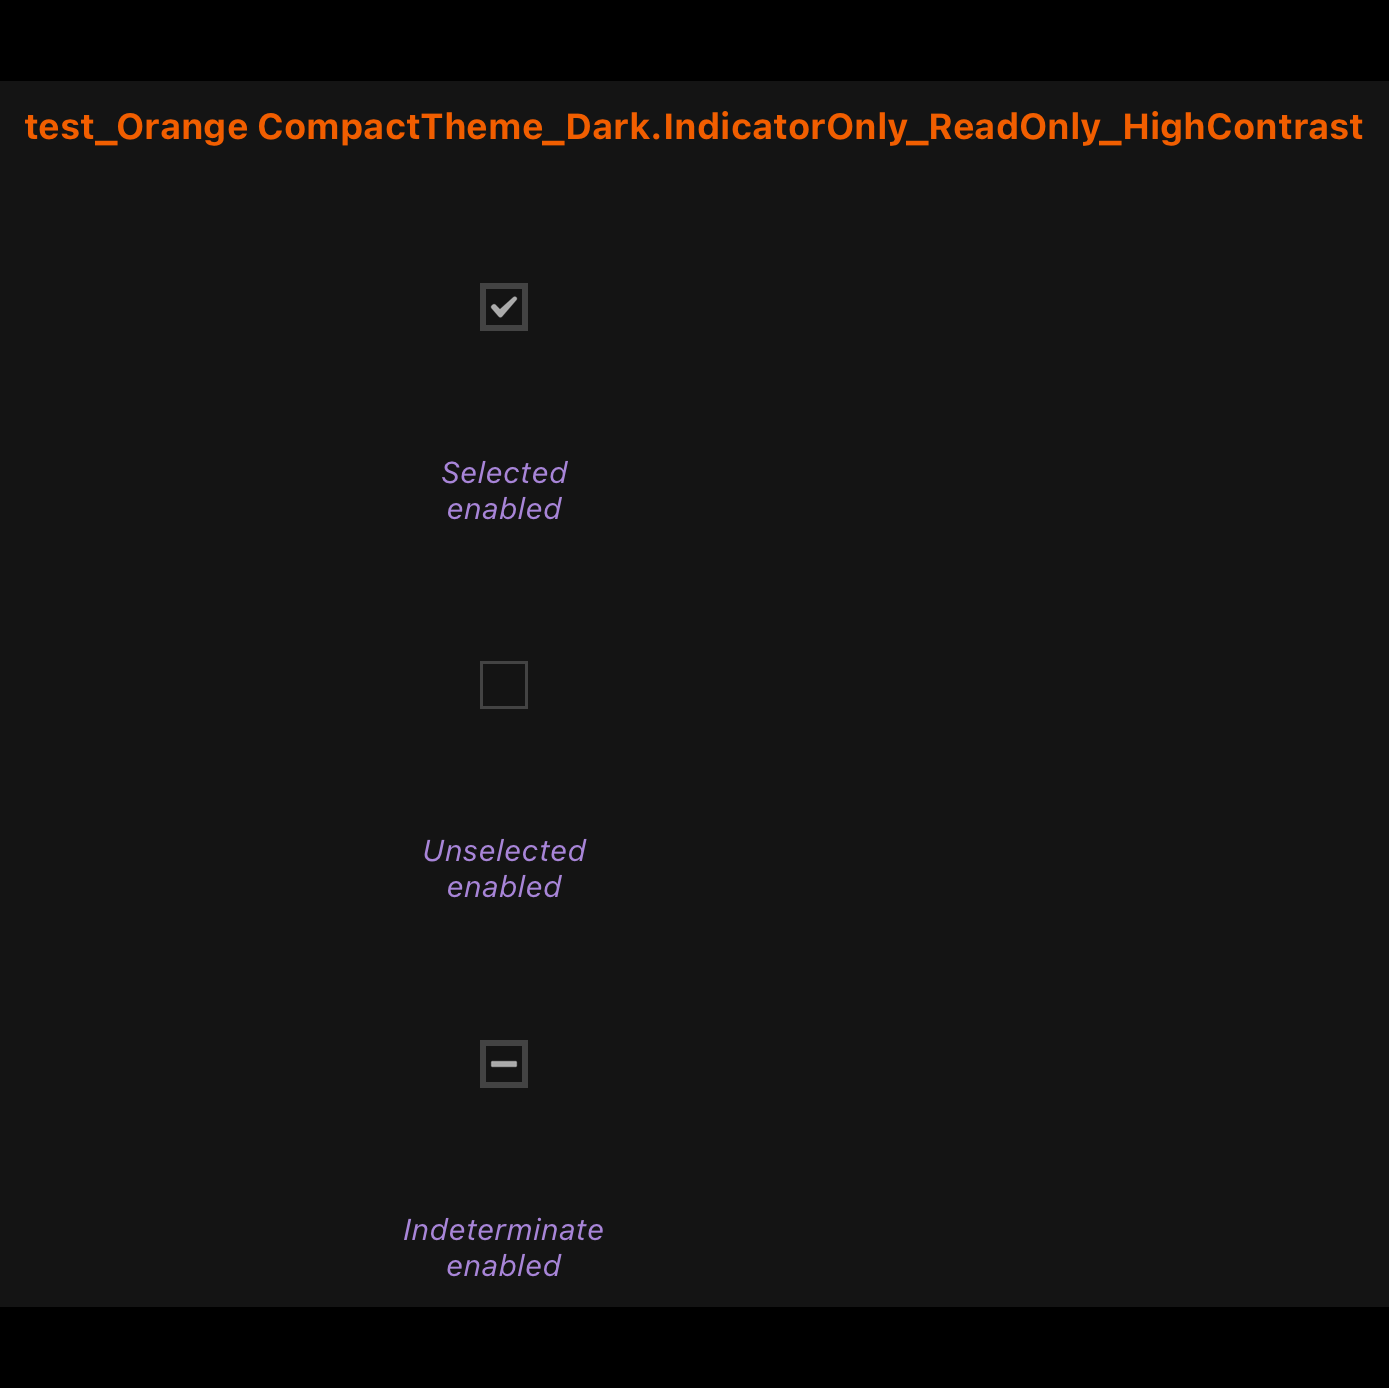 test_Orange CompactTheme_Dark.IndicatorOnly_ReadOnly_HighContrast
Selected
enabled
Unselected
enabled
Indeterminate
enabled